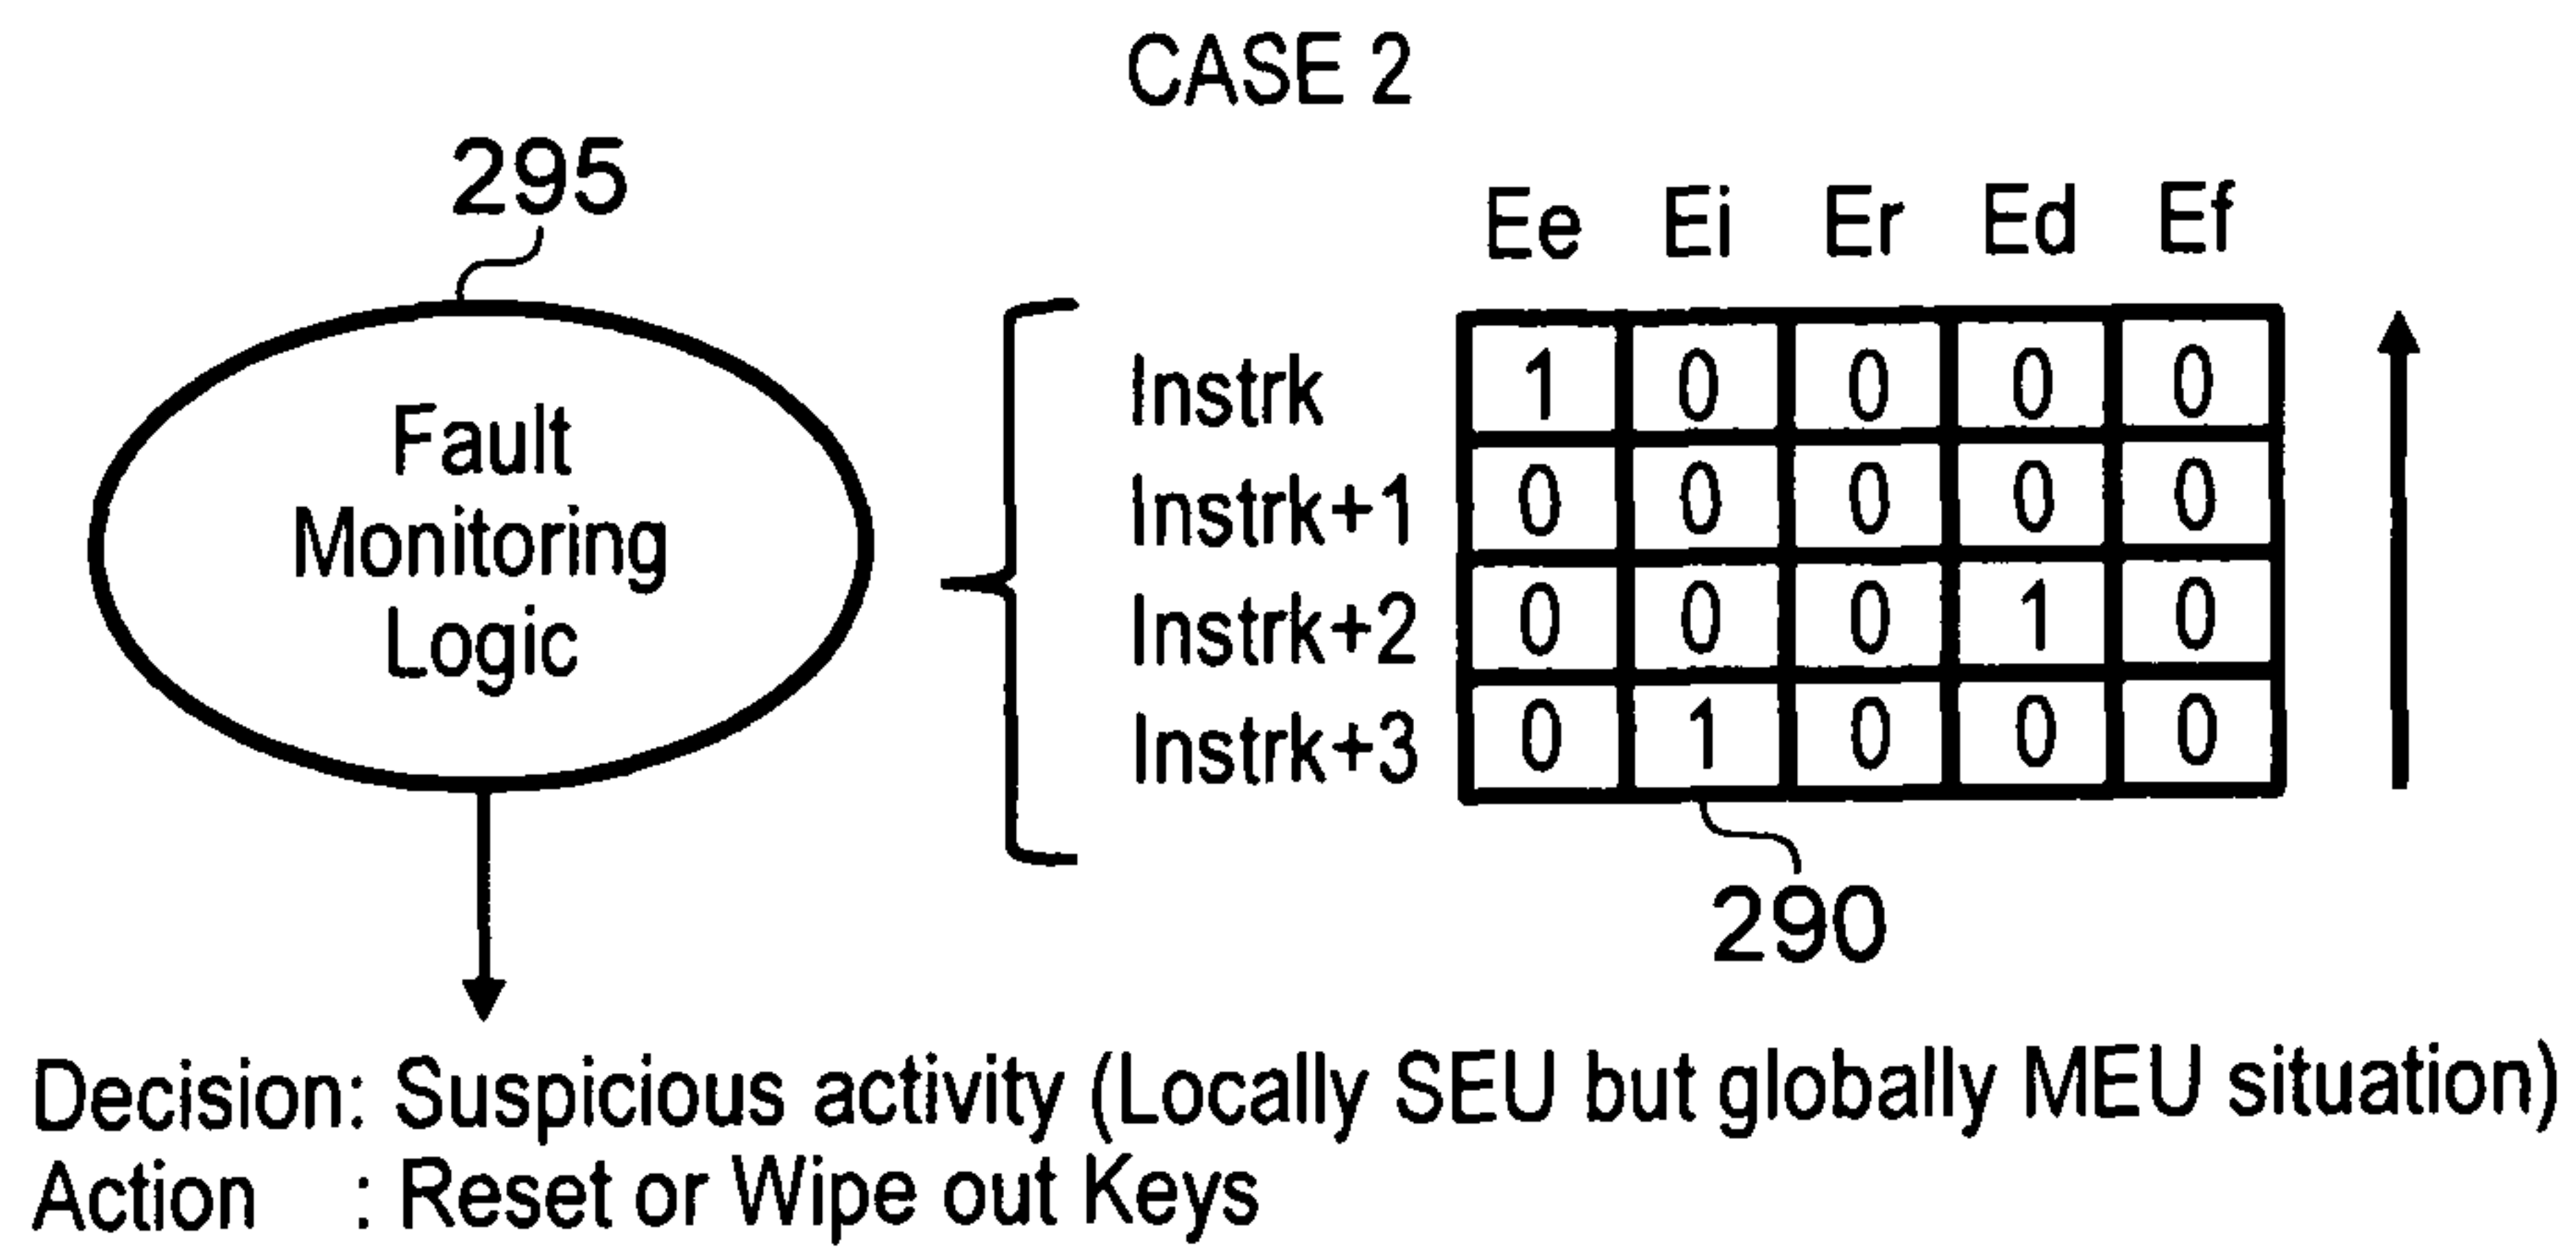 CASE 2
295
Ee Ei Er Ed Ef
Fault
Monitoring
Logic
Instrk 1 0 0 0 0
Instrk+1 0 0 0 0 0
Instrk+2 0 0 0 1 0
Instrk+3 0 1 0 0 0
290
Decision: Suspicious activity (Locally SEU but globally MEU situation)
Action : Reset or Wipe out Keys